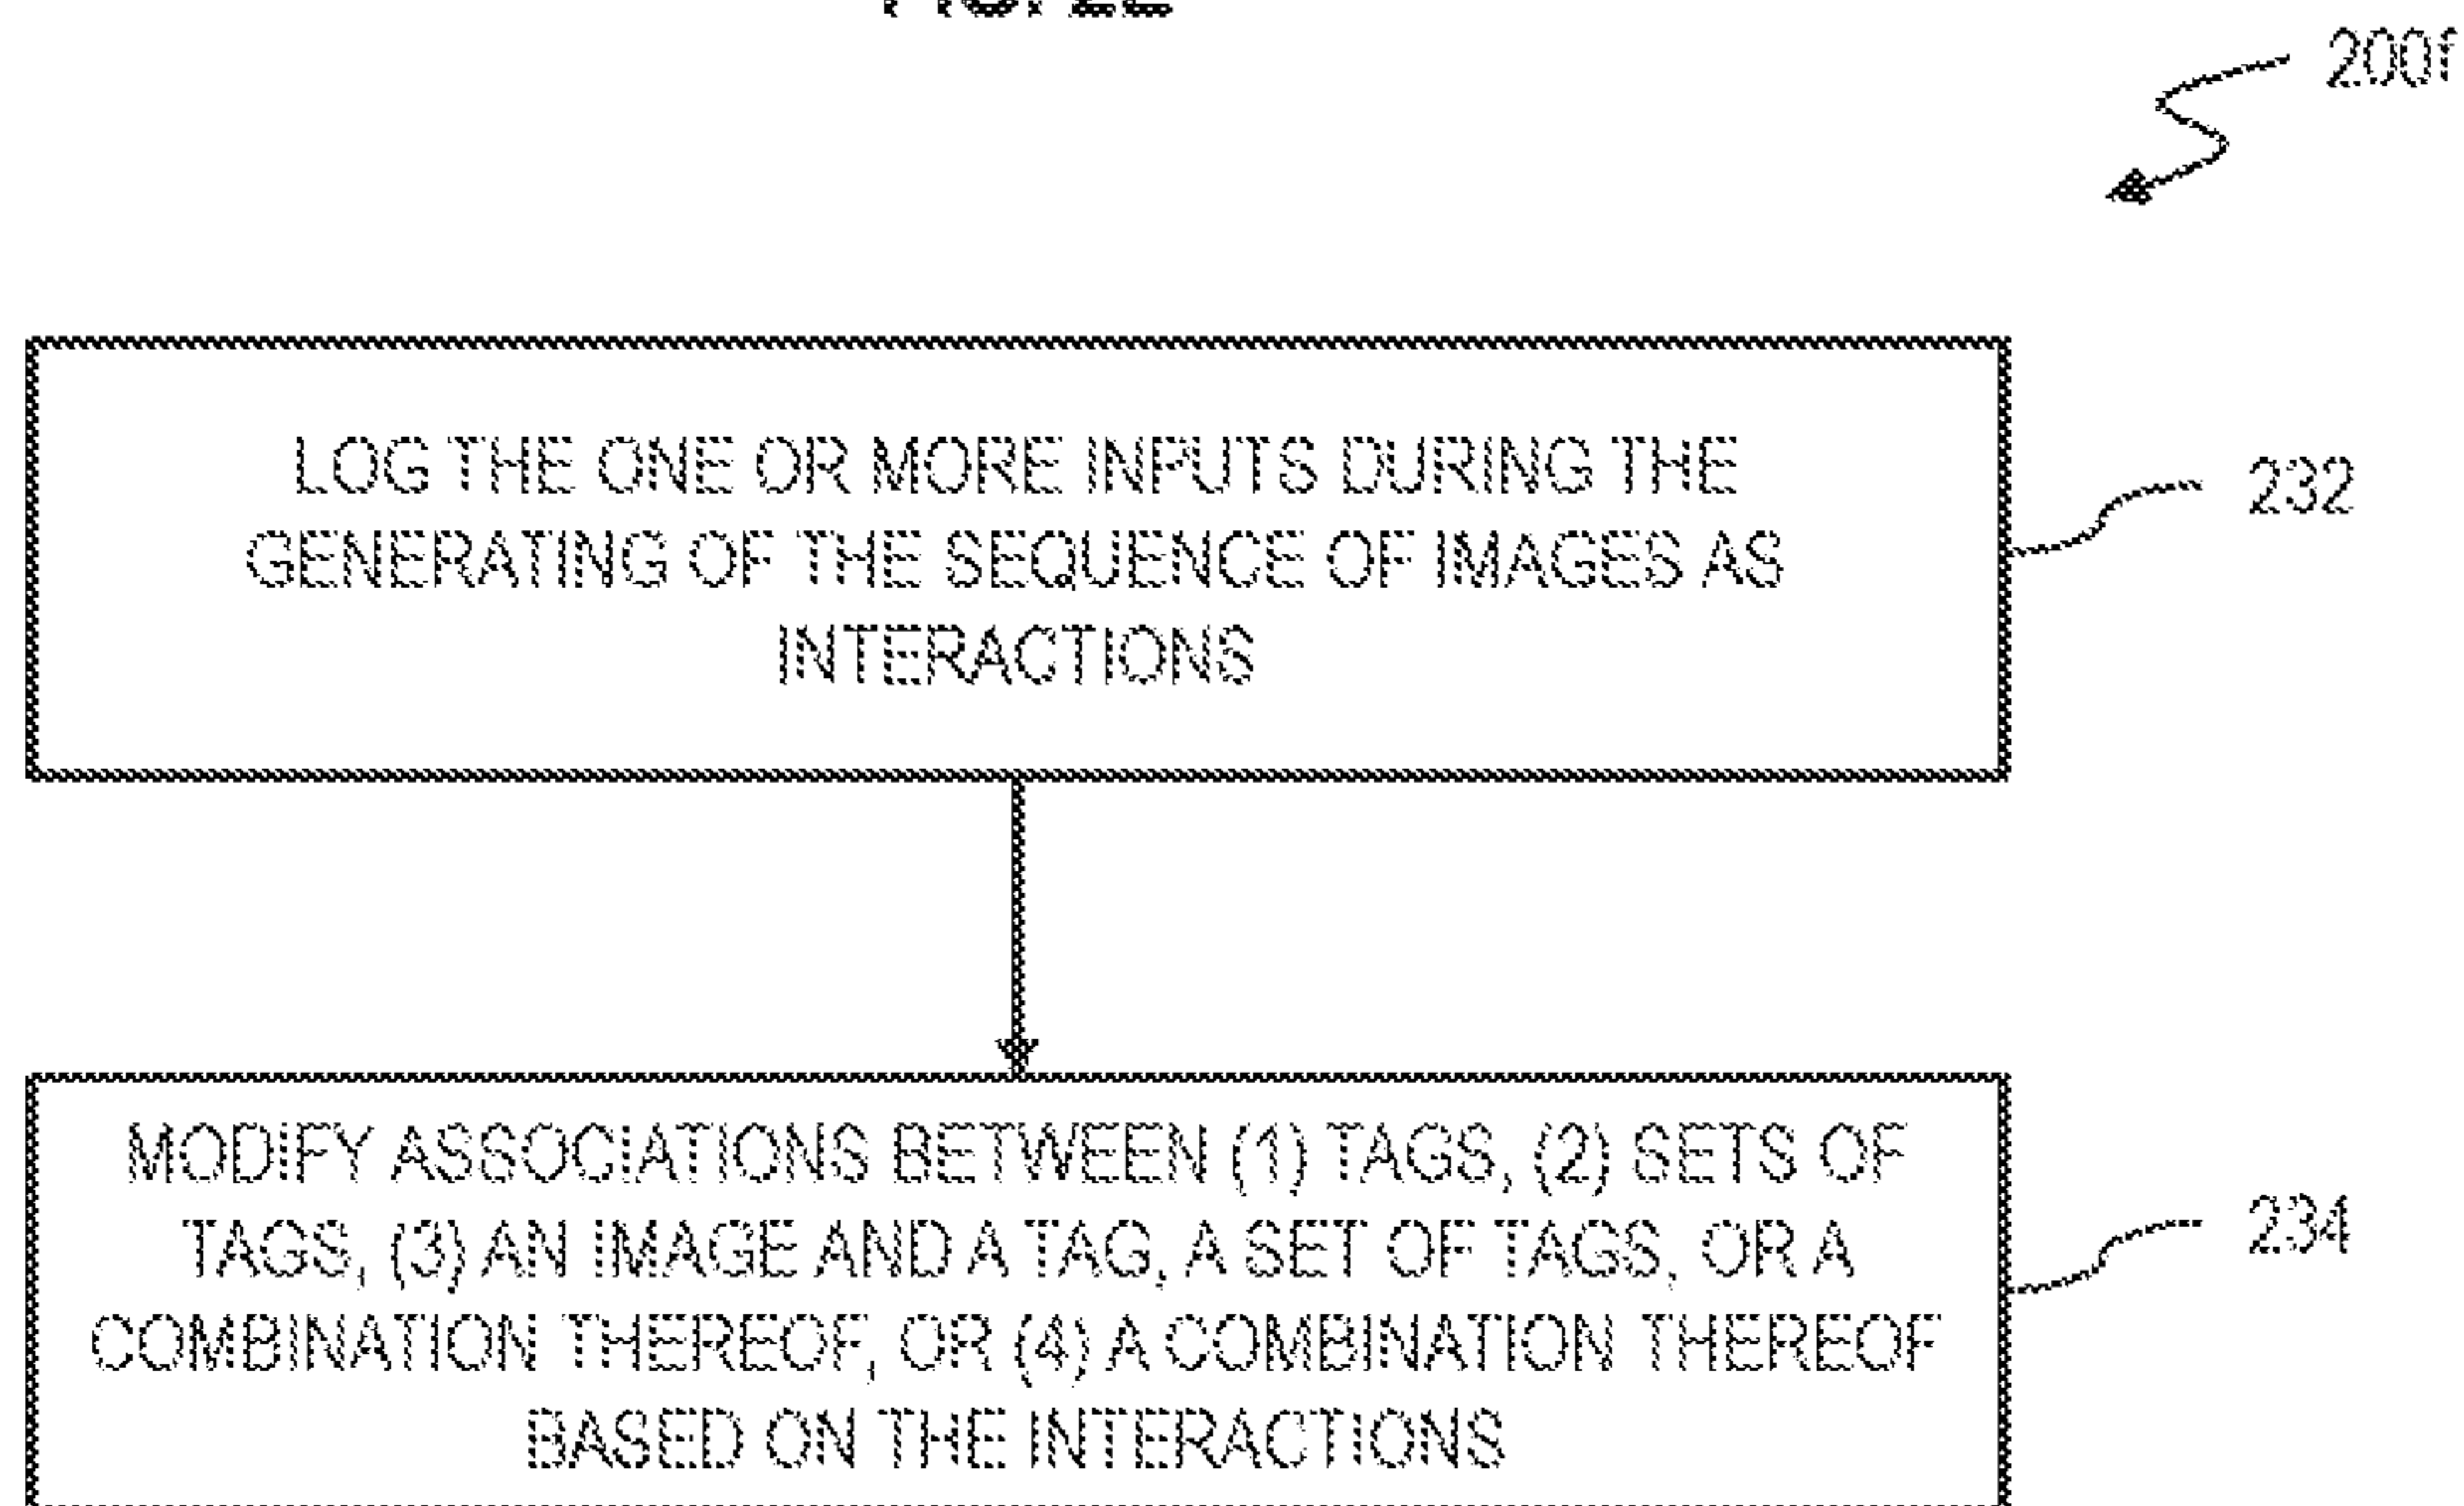 200f
LOG THE ONE OR MORE INPUTS DURING THE
GENERATING OF THE SEQUENCE OF IMAGES AS
INTERACTIONS
232
MODIFY ASSOCIATIONS BETWEEN (1) TAGS, (2) SETS OF
TAGS, (3) AN IMAGE AND A TAG, A SET OF TAGS, OR A
COMBINATION THEREOF, OR (4) A COMBINATION THEREOF
BASED ON THE INTERACTIONS
234